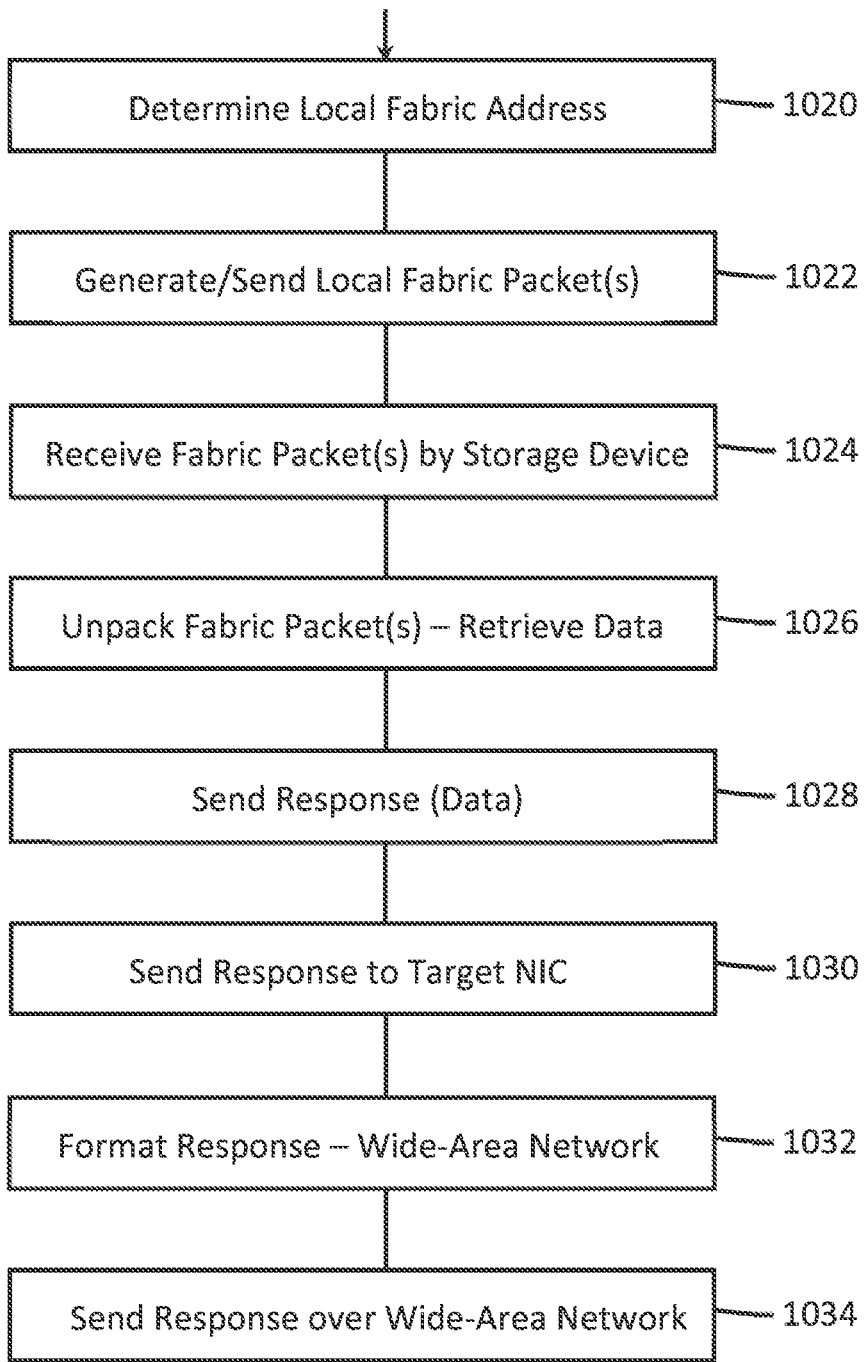 Determine Local Fabric Address
1020
Generate/Send Local Fabric Packet(s)
1022
Receive Fabric Packet(s) by Storage Device
1024
Unpack Fabric Packet(s) – Retrieve Data
1026
Send Response (Data)
1028
Send Response to Target NIC
1030
Format Response – Wide-Area Network
1032
Send Response over Wide-Area Network
1034